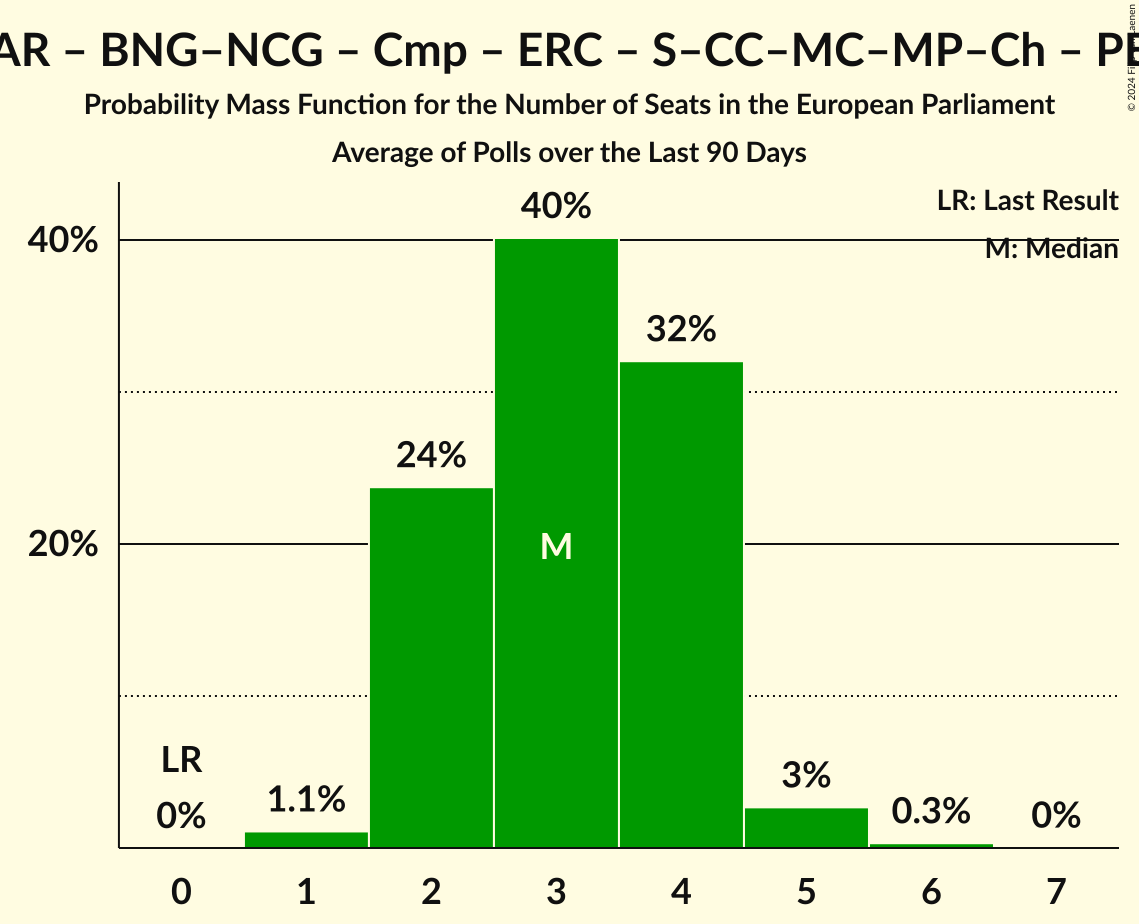 AR – BNG–NCG – Cmp – ERC – S–CC–MC–MP–Ch – PE
Probability Mass Function for the Number of Seats in the European Parliament
Average of Polls over the Last 90 Days
© 2024
LR: Last Result
M: Median
40%
20%
40%
32%
24%
M
LR
0%
1.1%
3%
0.3%
0%
0 1 2 3 4 5 6 7